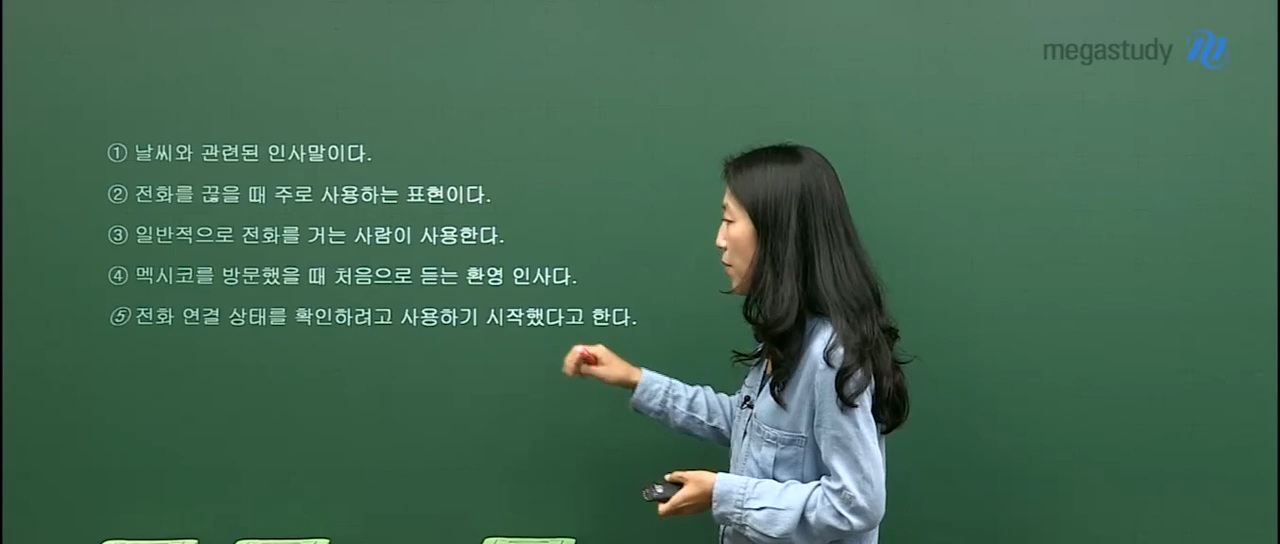 megastudy
① 날씨와 관련된 인사말이다.
② 전화를 끊을 때 주로 사용하는 표현이다.
③ 일반적으로 전화를 거는 사람이 사용한다.
④ 멕시코를 방문했을 때 처음으로 듣는 환영 인사다.
⑤ 전화 연결 상태를 확인하려고 사용하기 시작했다고 한다.